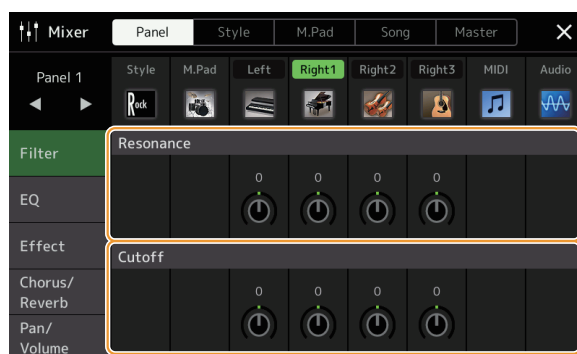 Mixer
Panel
Style
M.Pad
Song
Master
Panel 1
Style
M.Pad
Left
Right1
Right2
Right3
MIDI
Audio
Rock
Filter
Resonance
0 0 0 0
EQ
Effect
Cutoff
0 0 0 0
Chorus/
Reverb
Pan/
Volume